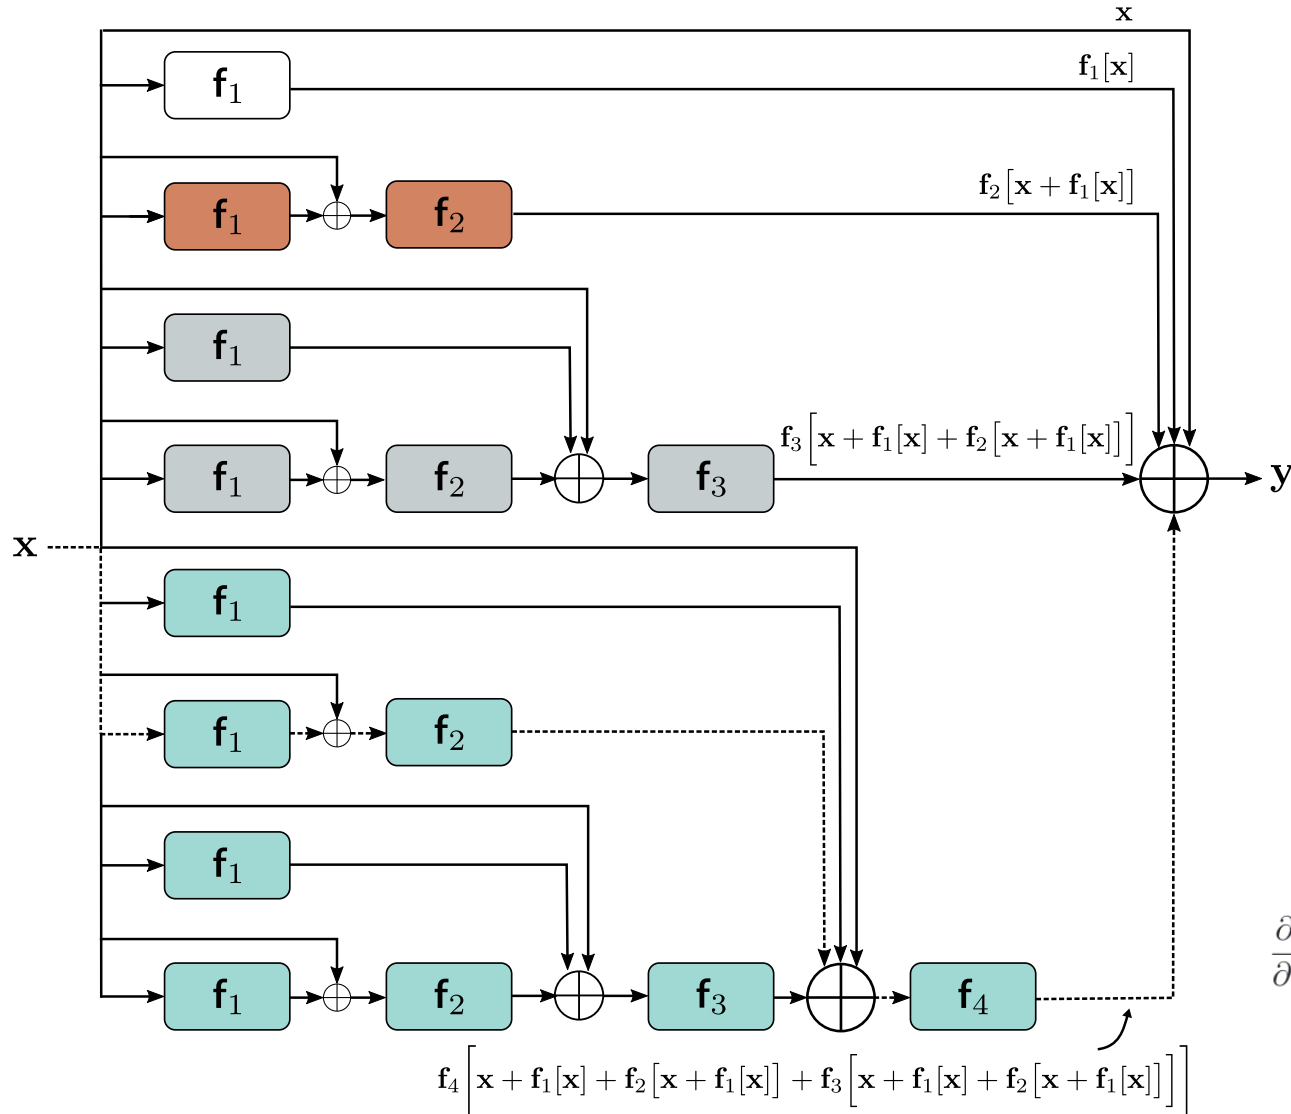 x
f₁
f₁[x]
f₁
f₂
f₂[x + f₁[x]]
f₁
f₁
f₂
f₃
f₃[x + f₁[x] + f₂[x + f₁[x]]]
y
x
f₁
f₁
f₂
f₁
f₁
f₂
f₃
f₄
∂
∂
f₄[x + f₁[x] + f₂[x + f₁[x]] + f₃[x + f₁[x] + f₂[x + f₁[x]]]]